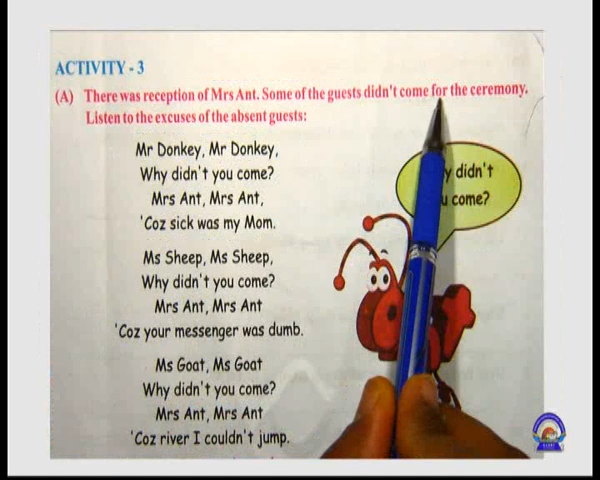 ACTIVITY - 3
(A) There was reception of Mrs Ant. Some of the guests didn't come for the ceremony.
Listen to the excuses of the absent guests:
Mr Donkey, Mr Donkey,
Why didn't you come?
Mrs Ant, Mrs Ant,
'Coz sick was my Mom.
Ms Sheep, Ms Sheep,
Why didn't you come?
Mrs Ant, Mrs Ant
'Coz your messenger was dumb.
Ms Goat, Ms Goat
Why didn't you come?
Mrs Ant, Mrs Ant
'Coz river I couldn't jump.
didn't
come?